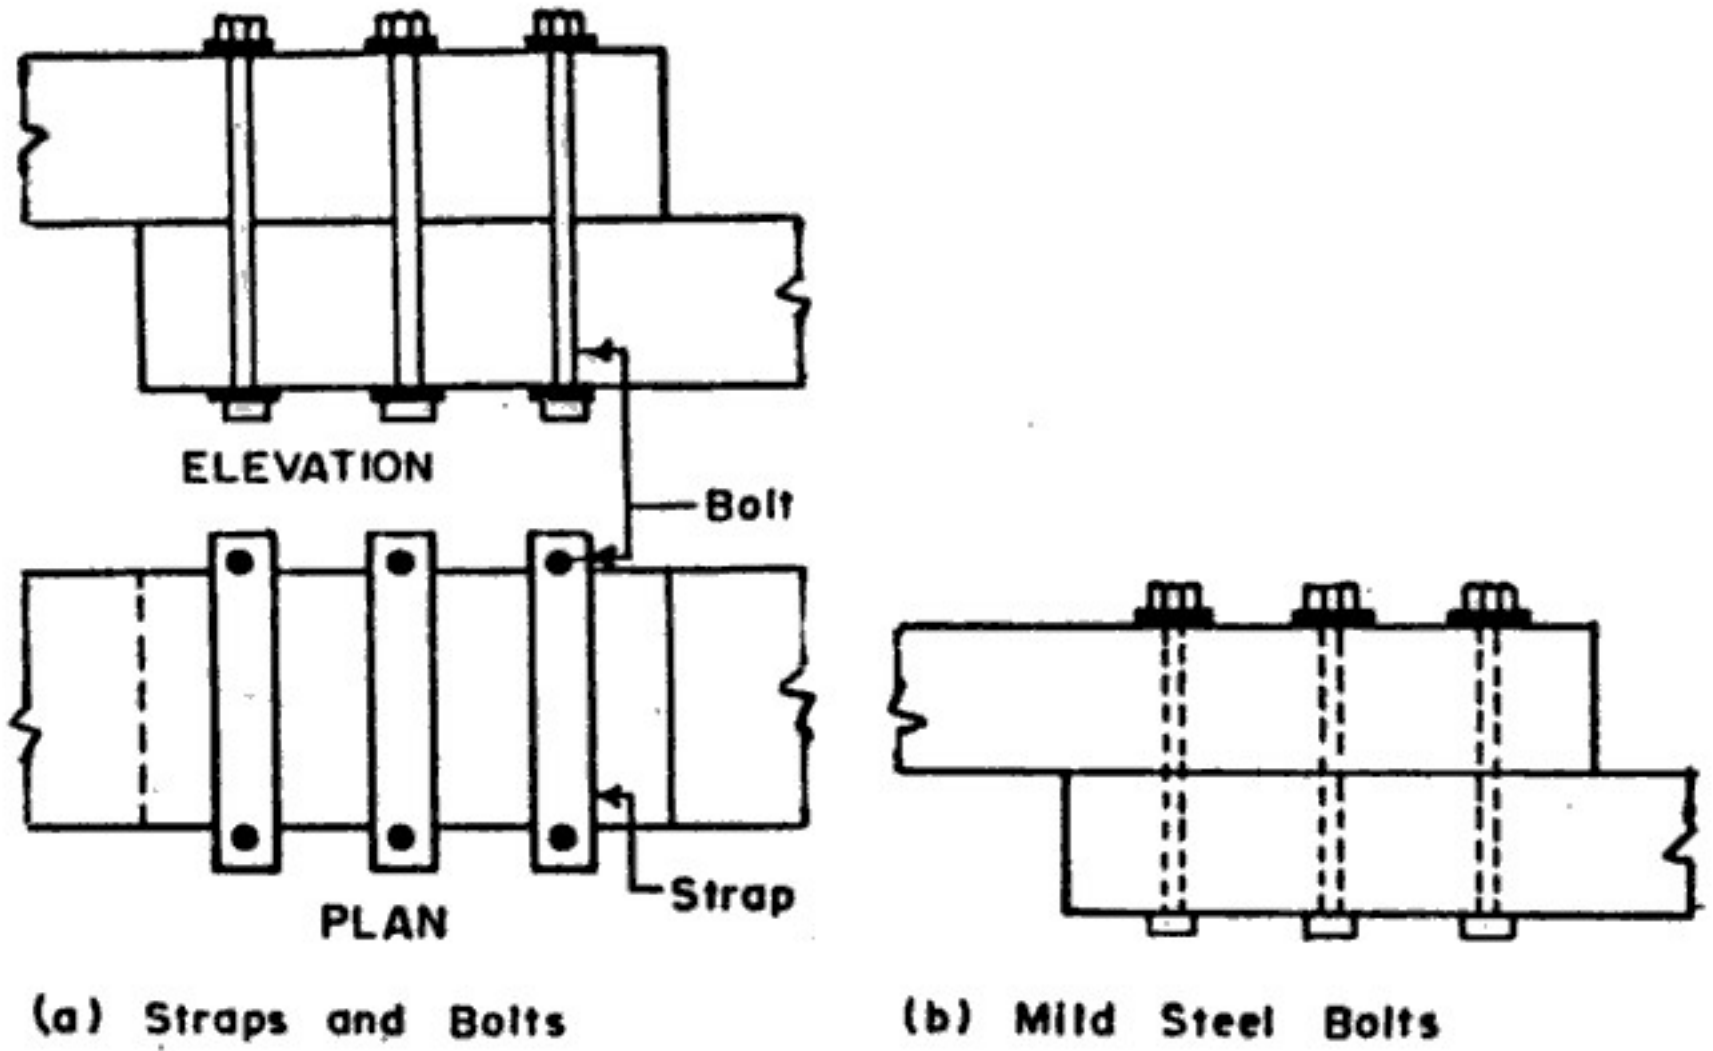 ELEVATION
Bolt
Strap
PLAN
(a) Straps and Bolts
(b) Mild Steel Bolts